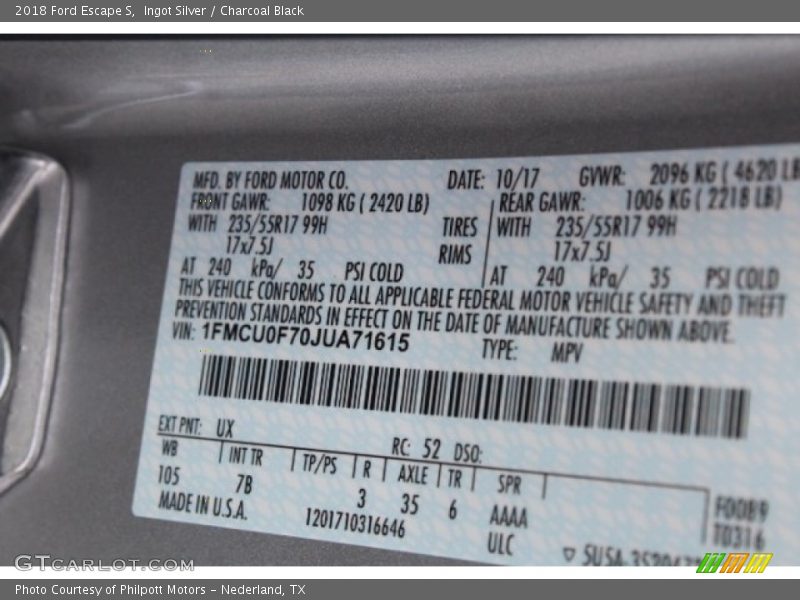 2018 Ford Escape S,  Ingot Silver / Charcoal Black
MFD. BY FORD MOTOR CO. DATE: 10/17 GVWR: 2096 KG ( 4620 LB
FRONT GAWR: 1098 KG ( 2420 LB) REAR GAWR: 1006 KG ( 2218 LB)
WITH 235/55R17 99H TIRES WITH 235/55R17 99H
17x7.5J RIMS 17x7.5J
AT 240 kPa/ 35 PSI COLD AT 240 kPa/ 35 PSI COLD
THIS VEHICLE CONFORMS TO ALL APPLICABLE FEDERAL MOTOR VEHICLE SAFETY AND THEFT
PREVENTION STANDARDS IN EFFECT ON THE DATE OF MANUFACTURE SHOWN ABOVE.
VIN: 1FMCU0F70JUA71615 TYPE: MPV
EXT PNT: UX RC: 52 DSO:
WB INT TR TP/PS R AXLE TR SPR
105 7B 3 35 6 AAAA F0089
MADE IN U.S.A. 1201710316646 ULC T0316
GTCarLot.com
Photo Courtesy of Philpott Motors - Nederland, TX